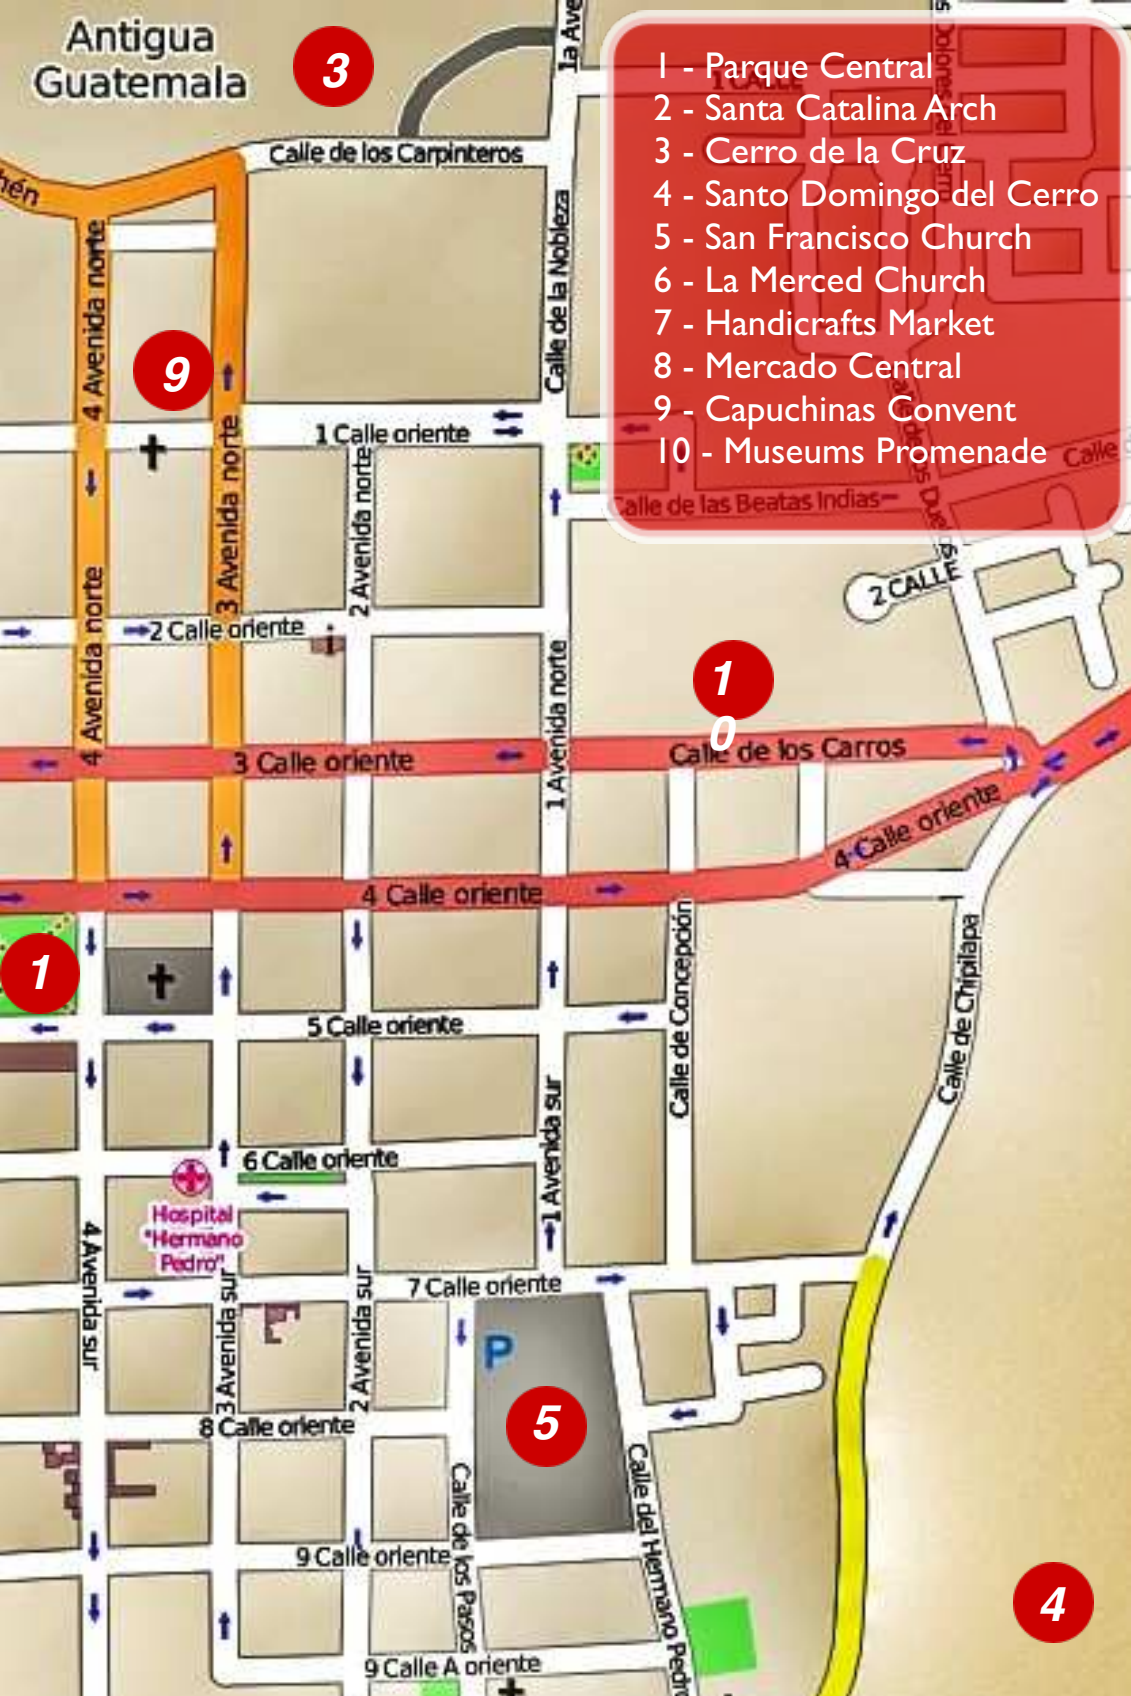 Antigua
Guatemala
3
1a Ave
1 - Parque Central
2 - Santa Catalina Arch
3 - Cerro de la Cruz
4 - Santo Domingo del Cerro
5 - San Francisco Church
6 - La Merced Church
7 - Handicrafts Market
8 - Mercado Central
9 - Capuchinas Convent
10 - Museums Promenade
1 CALLE
Calle de los Carpinteros
hén
4 Avenida norte
Calle de la Nobleza
9
3 Avenida norte
1 Calle oriente
2 Avenida norte
Calle
Calle de las Beatas Indias
2 CALLE
4 Avenida norte
2 Calle oriente
i
1 Avenida norte
10
3 Calle oriente
Calle de los Carros
4 Calle oriente
4 Calle oriente
1
Calle de Concepción
Calle de Chipilapa
5 Calle oriente
1 Avenida sur
6 Calle oriente
Hospital
"Hermano
Pedro"
4 Avenida sur
3 Avenida sur
2 Avenida sur
7 Calle oriente
P
5
8 Calle oriente
Calle de los Pasos
Calle del Hermano Pedro
9 Calle oriente
4
9 Calle A oriente